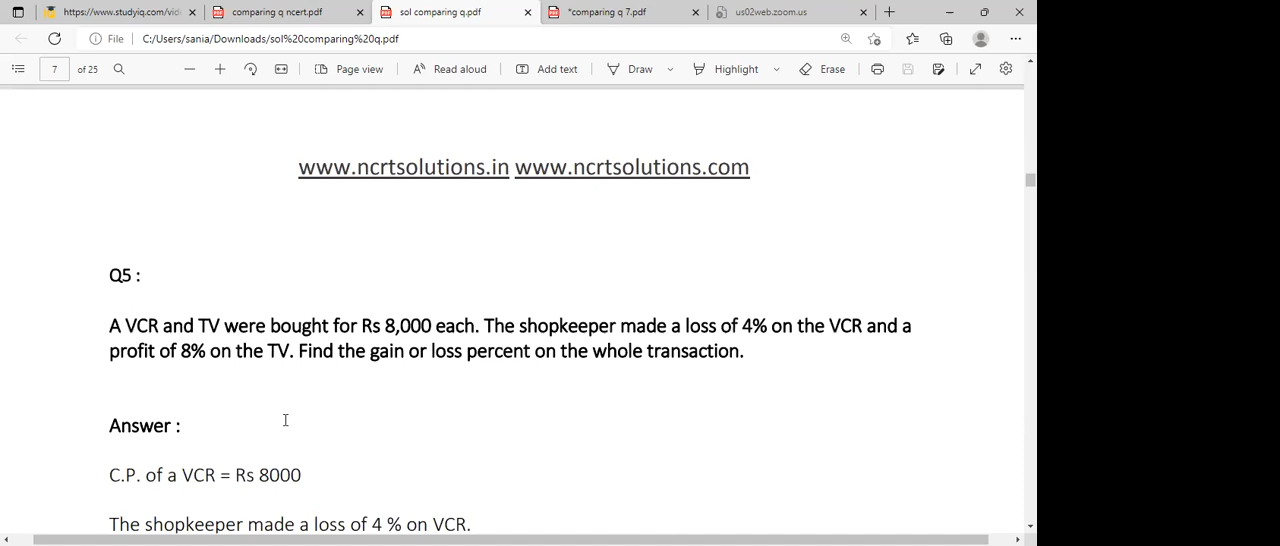 https://www.studyiq.com/vid
comparing q ncert.pdf
sol comparing q.pdf
*comparing q 7.pdf
us02web.zoom.us
File
C:/Users/sania/Downloads/sol%20comparing%20q.pdf
7 of 25
Page view
Read aloud
Add text
Draw
Highlight
Erase
www.ncrtsolutions.in www.ncrtsolutions.com
Q5 :
A VCR and TV were bought for Rs 8,000 each. The shopkeeper made a loss of 4% on the VCR and a
profit of 8% on the TV. Find the gain or loss percent on the whole transaction.
Answer :
C.P. of a VCR = Rs 8000
The shopkeeper made a loss of 4 % on VCR.